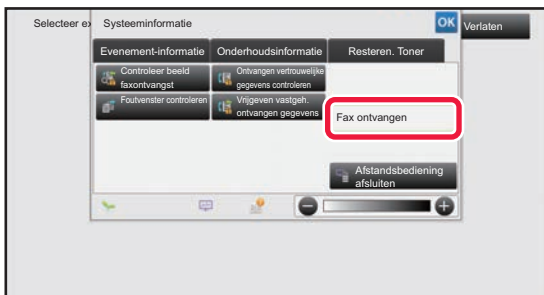 Selecteer ex
Systeeminformatie
OK
Verlaten
Evenement-informatie
Onderhoudsinformatie
Resteren. Toner
Controleer beeld
faxontvangst
Ontvangen vertrouwelijke
gegevens controleren
Foutvenster controleren
Vrijgeven vastgeh.
ontvangen gegevens
Fax ontvangen
Afstandsbediening
afsluiten